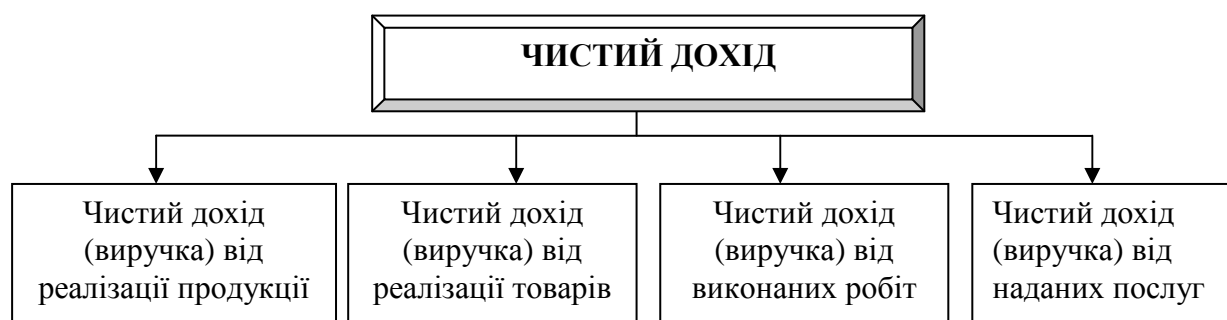 ЧИСТИЙ ДОХІД
Чистий дохід
(виручка) від
реалізації продукції
Чистий дохід
(виручка) від
реалізації товарів
Чистий дохід
(виручка) від
виконаних робіт
Чистий дохід
(виручка) від
наданих послуг